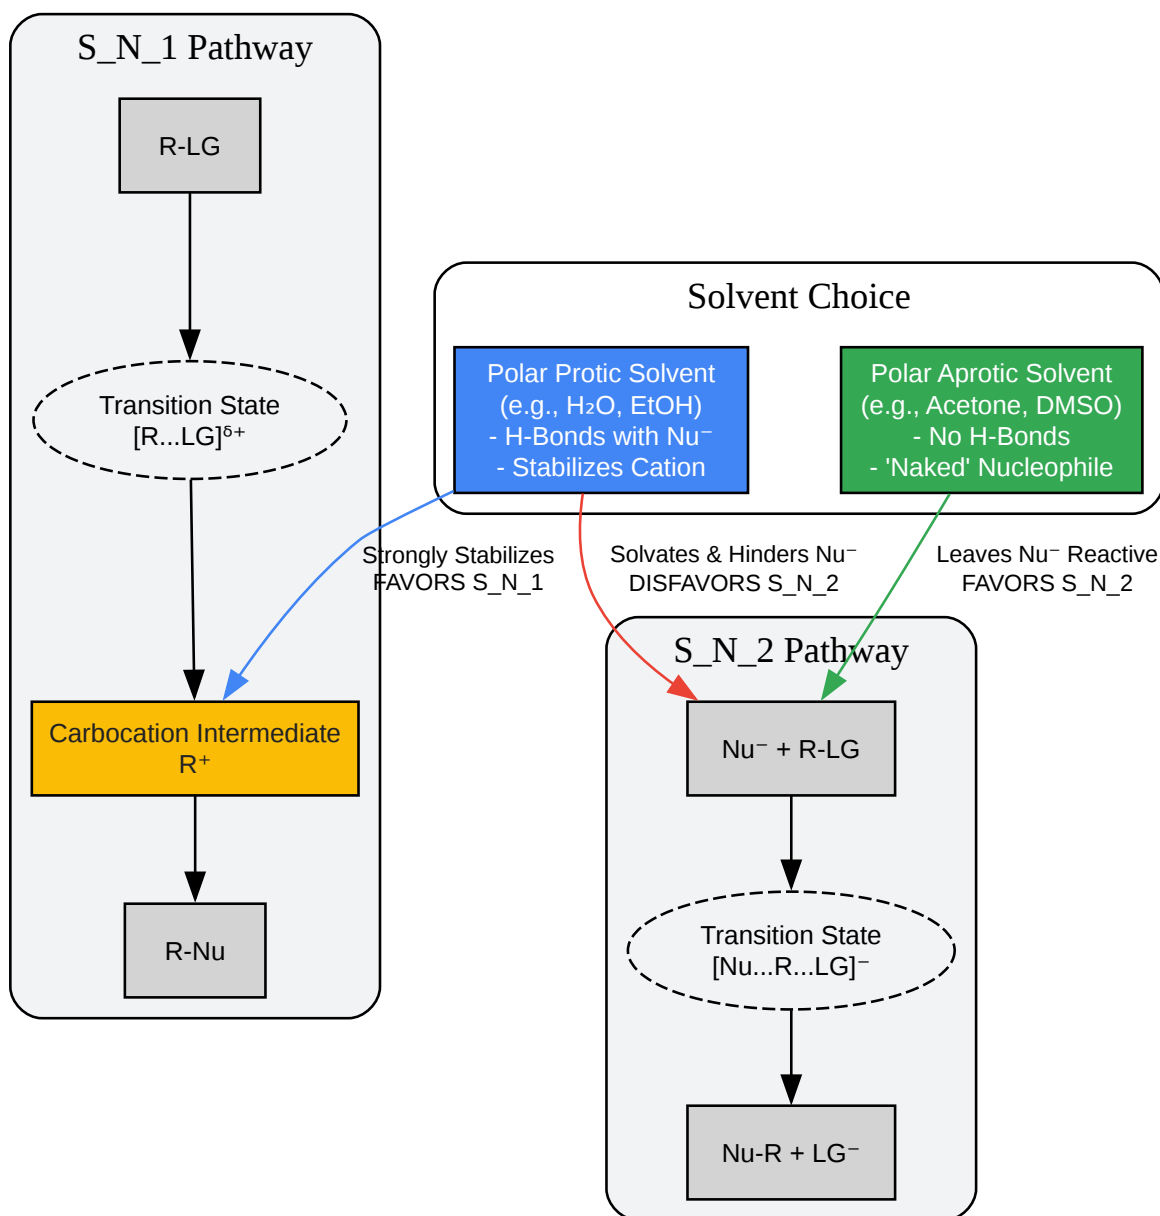 S_N_1 Pathway
R-LG
Transition State
[R...LG]ᵟ⁺
Carbocation Intermediate
R⁺
R-Nu
Solvent Choice
Polar Protic Solvent
(e.g., H₂O, EtOH)
- H-Bonds with Nu⁻
- Stabilizes Cation
Polar Aprotic Solvent
(e.g., Acetone, DMSO)
- No H-Bonds
- 'Naked' Nucleophile
Strongly Stabilizes
FAVORS S_N_1
Solvates & Hinders Nu⁻
DISFAVORS S_N_2
Leaves Nu⁻ Reactive
FAVORS S_N_2
S_N_2 Pathway
Nu⁻ + R-LG
Transition State
[Nu...R...LG]⁻
Nu-R + LG⁻